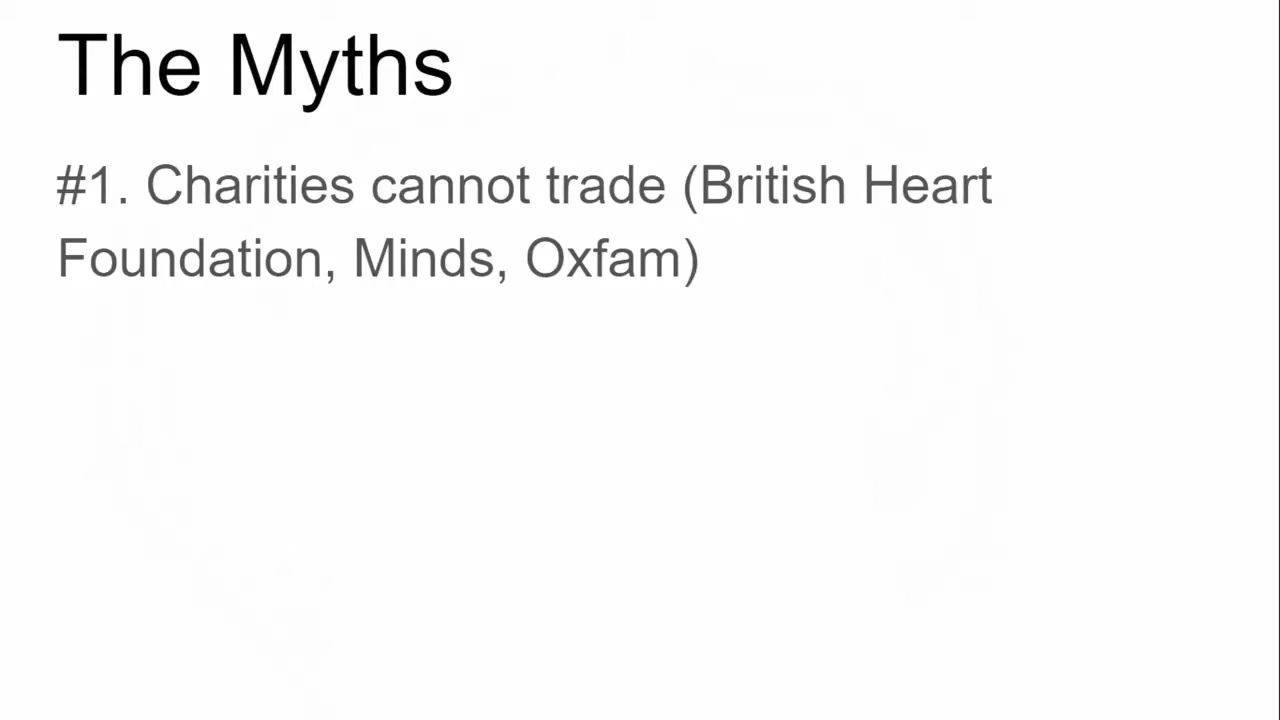 The Myths
#1. Charities cannot trade (British Heart
Foundation, Minds, Oxfam)